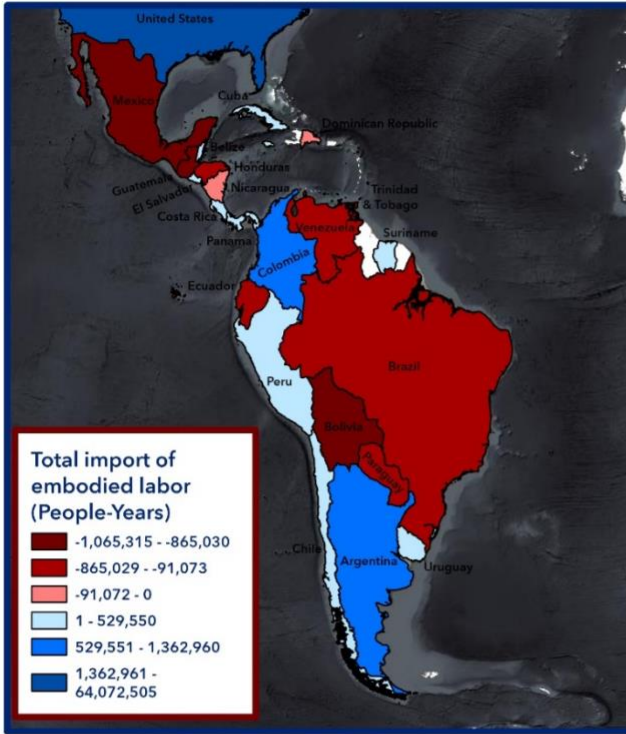 United States
Mexico
Cuba
Dominican Republic
Belize
Guatemala
Honduras
El Salvador
Nicaragua
Costa Rica
Trinidad
& Tobago
Panama
Venezuela
Suriname
Colombia
Ecuador
Peru
Brazil
Bolivia
Paraguay
Chile
Argentina
Uruguay
Total import of
embodied labor
(People-Years)
-1,065,315 - -865,030
-865,029 - -91,073
-91,072 - 0
1 - 529,550
529,551 - 1,362,960
1,362,961 -
64,072,505